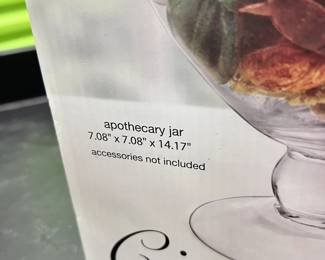 apothecary jar
7.08" x 7.08" x 14.17"
accessories not included